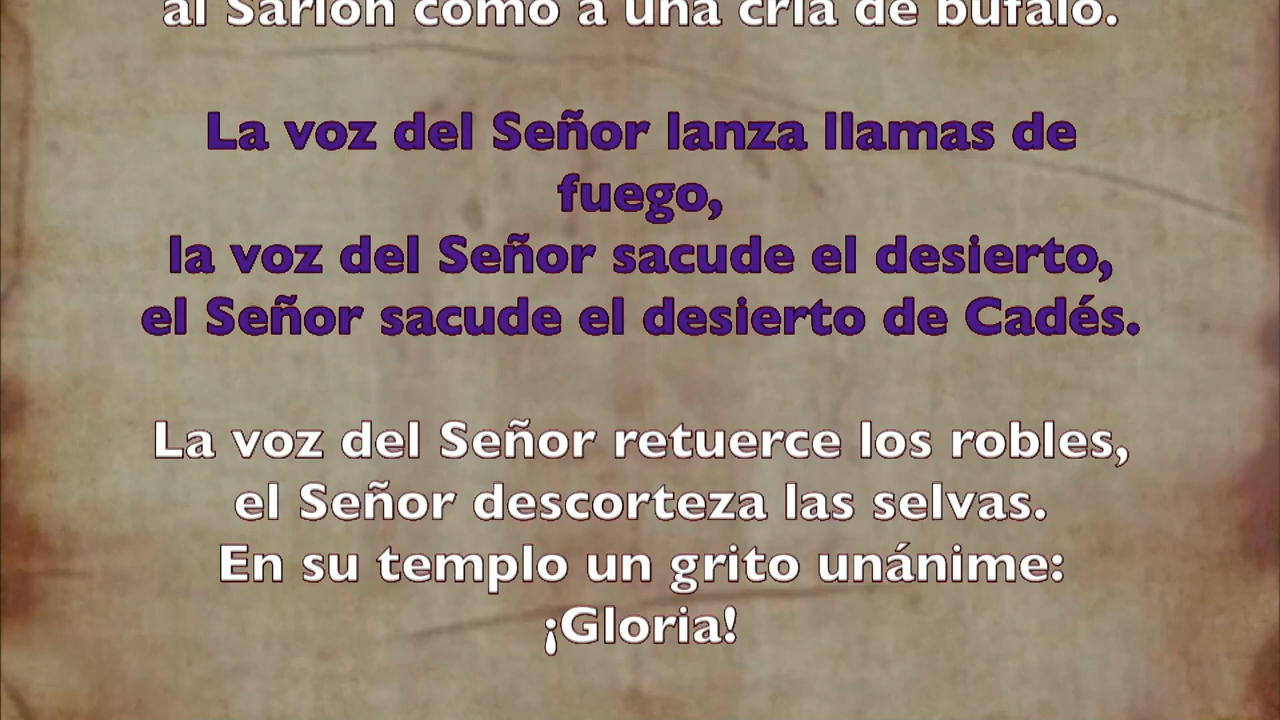 al Sarión como a una cría de búfalo.
La voz del Señor lanza llamas de
fuego,
la voz del Señor sacude el desierto,
el Señor sacude el desierto de Cadés.
La voz del Señor retuerce los robles,
el Señor descorteza las selvas.
En su templo un grito unánime:
¡Gloria!